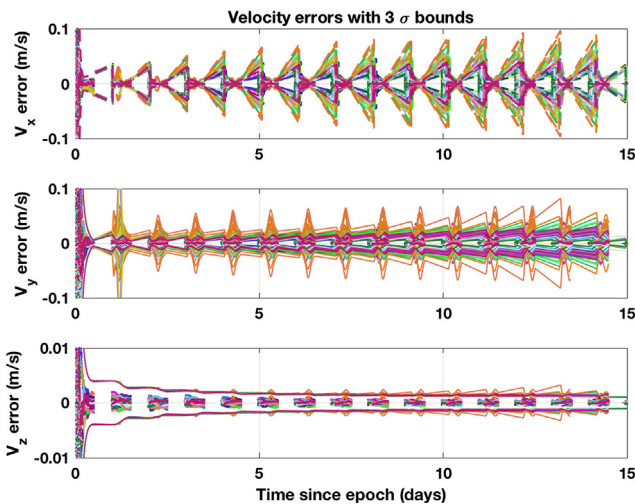 Velocity errors with 3 σ bounds
V_x error (m/s)
0.1
0
-0.1
0 5 10 15
V_y error (m/s)
0.1
0
-0.1
0 5 10 15
V_z error (m/s)
0.01
0
-0.01
0 5 10 15
Time since epoch (days)